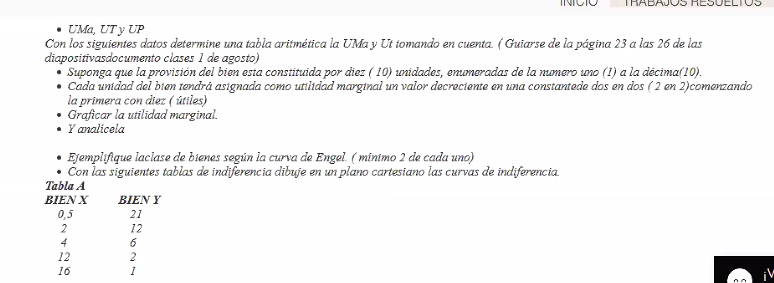 INICIO TRABAJOS RESUELTOS
• UMa, UT y UP
Con los siguientes datos determine una tabla aritmética la UMa y Ut tomando en cuenta. ( Guiarse de la página 23 a las 26 de las
diapositivasdocumento clases 1 de agosto)
• Suponga que la provisión del bien esta constituida por diez ( 10) unidades, enumeradas de la numero uno (1) a la décima(10).
• Cada unidad del bien tendrá asignada como utilidad marginal un valor decreciente en una constantede dos en dos ( 2 en 2)comenzando
la primera con diez ( útiles)
• Graficar la utilidad marginal.
• Y analícela
• Ejemplifique laclase de bienes según la curva de Engel. ( mínimo 2 de cada uno)
• Con las siguientes tablas de indiferencia dibuje en un plano cartesiano las curvas de indiferencia.
Tabla A
BIEN X BIEN Y
0,5 21
2 12
4 6
12 2
16 1